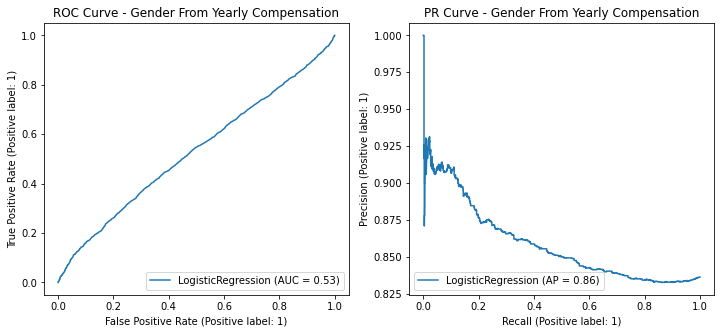 ROC Curve - Gender From Yearly Compensation
1.0
0.8
0.6
0.4
0.2
0.0
True Positive Rate (Positive label: 1)
LogisticRegression (AUC = 0.53)
0.0 0.2 0.4 0.6 0.8 1.0
False Positive Rate (Positive label: 1)
PR Curve - Gender From Yearly Compensation
1.000
0.975
0.950
0.925
0.900
0.875
0.850
0.825
Precision (Positive label: 1)
LogisticRegression (AP = 0.86)
0.0 0.2 0.4 0.6 0.8 1.0
Recall (Positive label: 1)